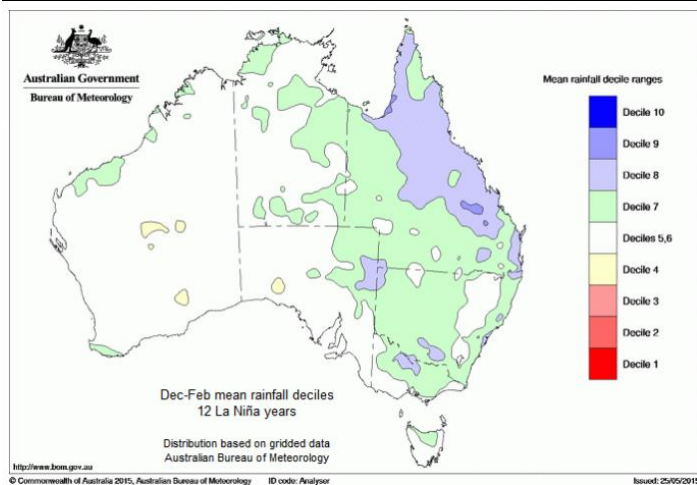 Australian Government
Bureau of Meteorology
Mean rainfall decile ranges
Decile 10
Decile 9
Decile 8
Decile 7
Deciles 5,6
Decile 4
Decile 3
Decile 2
Decile 1
Dec-Feb mean rainfall deciles
12 La Niña years
Distribution based on gridded data
Australian Bureau of Meteorology
http://www.bom.gov.au
© Commonwealth of Australia 2015, Australian Bureau of Meteorology ID code: Analyser Issued: 25/05/2015